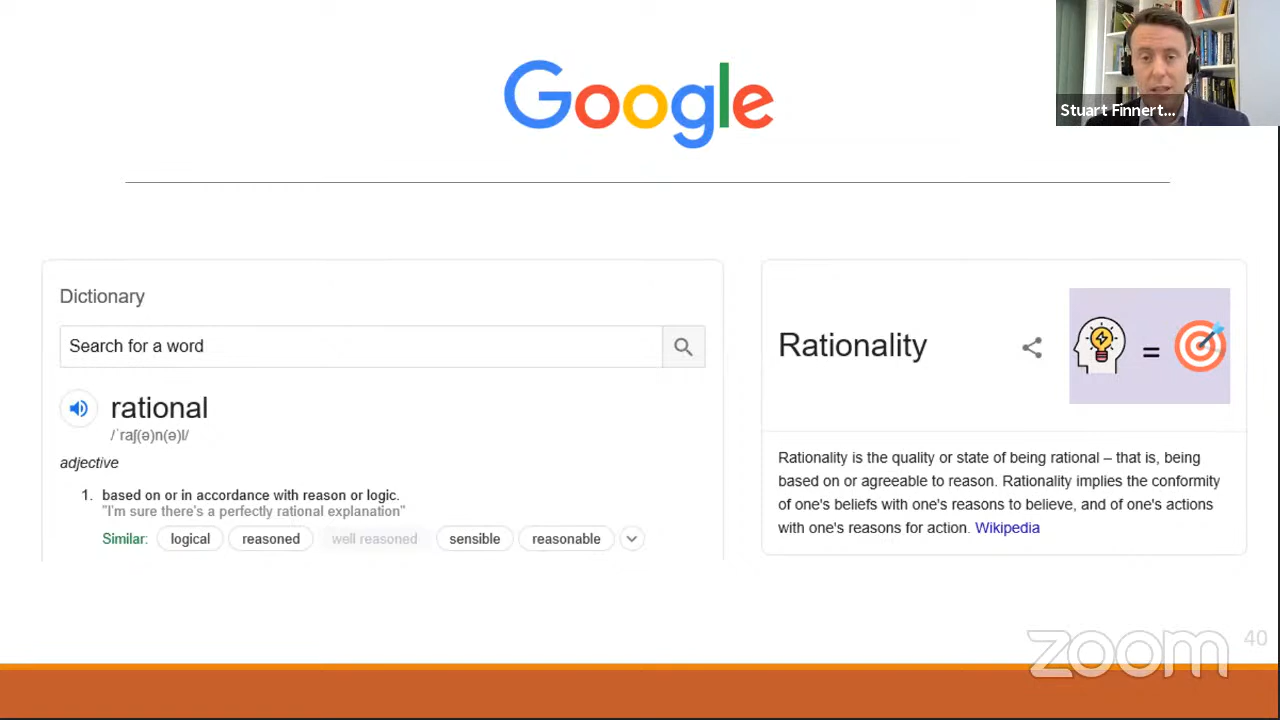 Google
Stuart Finnert...
Dictionary
Search for a word
rational
/ˈraʃ(ə)n(ə)l/
adjective
1. based on or in accordance with reason or logic.
"I'm sure there's a perfectly rational explanation"
Similar: logical reasoned well reasoned sensible reasonable
Rationality
=
Rationality is the quality or state of being rational – that is, being
based on or agreeable to reason. Rationality implies the conformity
of one's beliefs with one's reasons to believe, and of one's actions
with one's reasons for action. Wikipedia
zoom
40